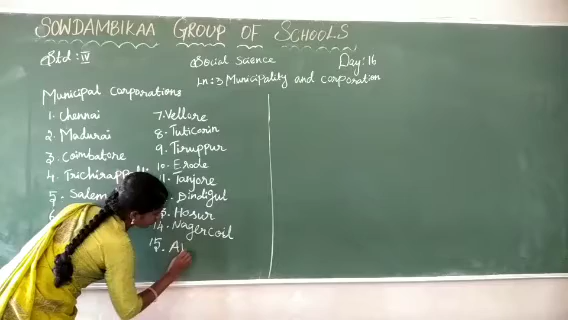 SOWDAMBIKAA GROUP OF SCHOOLS
Std : IV
Social Science
Day : 16
Ln : 3 Municipality and corporation
Municipal Corporations
1. Chennai
2. Madurai
3. Coimbatore
4. Trichirapp
5. Salem
6
7. Vellore
8. Tuticorin
9. Tiruppur
10. Erode
11. Tanjore
Dindigul
13. Hosur
14. Nagercoil
15. A